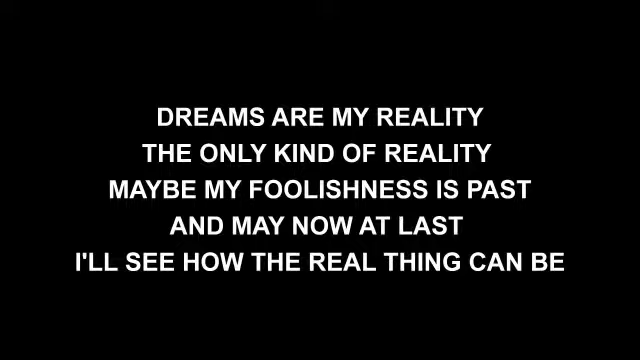 DREAMS ARE MY REALITY
THE ONLY KIND OF REALITY
MAYBE MY FOOLISHNESS IS PAST
AND MAY NOW AT LAST
I'LL SEE HOW THE REAL THING CAN BE